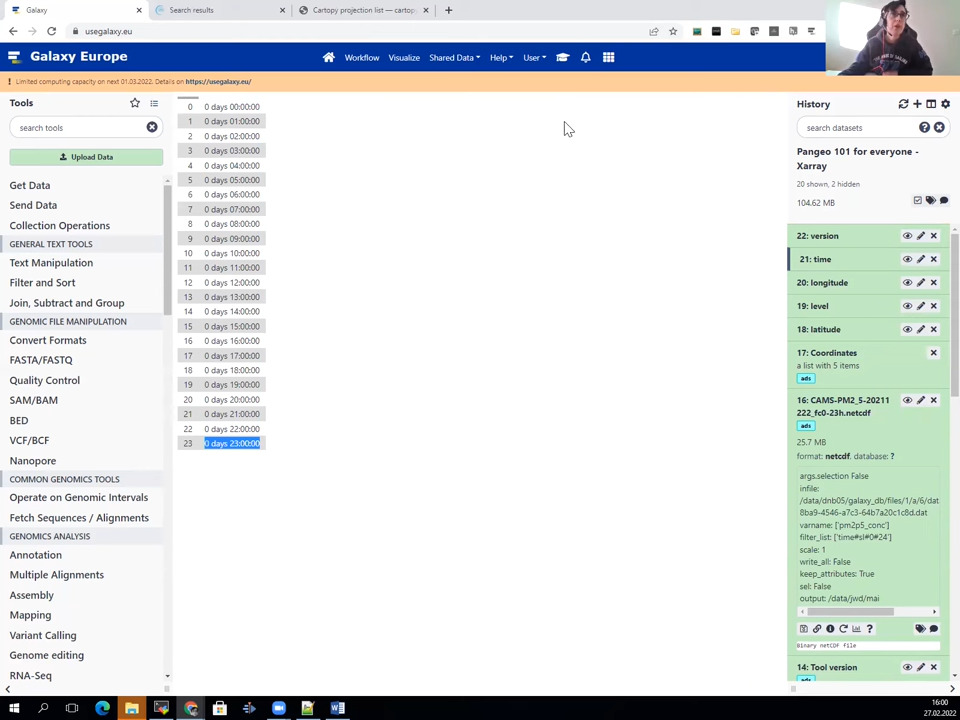 Galaxy
Search results
Cartopy projection list — cartop
usegalaxy.eu
Galaxy Europe
Workflow
Visualize
Shared Data
Help
User
Limited computing capacity on next 01.03.2022. Details on https://usegalaxy.eu/
Tools
search tools
Upload Data
Get Data
Send Data
Collection Operations
GENERAL TEXT TOOLS
Text Manipulation
Filter and Sort
Join, Subtract and Group
GENOMIC FILE MANIPULATION
Convert Formats
FASTA/FASTQ
Quality Control
SAM/BAM
BED
VCF/BCF
Nanopore
COMMON GENOMICS TOOLS
Operate on Genomic Intervals
Fetch Sequences / Alignments
GENOMICS ANALYSIS
Annotation
Multiple Alignments
Assembly
Mapping
Variant Calling
Genome editing
RNA-Seq
0 0 days 00:00:00
1 0 days 01:00:00
2 0 days 02:00:00
3 0 days 03:00:00
4 0 days 04:00:00
5 0 days 05:00:00
6 0 days 06:00:00
7 0 days 07:00:00
8 0 days 08:00:00
9 0 days 09:00:00
10 0 days 10:00:00
11 0 days 11:00:00
12 0 days 12:00:00
13 0 days 13:00:00
14 0 days 14:00:00
15 0 days 15:00:00
16 0 days 16:00:00
17 0 days 17:00:00
18 0 days 18:00:00
19 0 days 19:00:00
20 0 days 20:00:00
21 0 days 21:00:00
22 0 days 22:00:00
23 0 days 23:00:00
History
search datasets
Pangeo 101 for everyone -
Xarray
20 shown, 2 hidden
104.62 MB
22: version
21: time
20: longitude
19: level
18: latitude
17: Coordinates
a list with 5 items
ads
16: CAMS-PM2_5-20211
222_fc0-23h.netcdf
ads
25.7 MB
format: netcdf, database: ?
args.selection False
infile:
/data/dnb05/galaxy_db/files/1/a/6/dat
8ba9-4546-a7c3-64b7a20c1c8d.dat
varname: ['pm2p5_conc']
filter_list: ['time#sl#0#24']
scale: 1
write_all: False
keep_attributes: True
sel: False
output: /data/jwd/mai
Binary netCDF file
14: Tool version
ads
16:00
27.02.2022